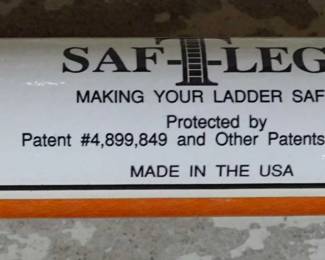 SAF-T-LEG
MAKING YOUR LADDER SAF
Protected by
Patent #4,899,849 and Other Patents
MADE IN THE USA